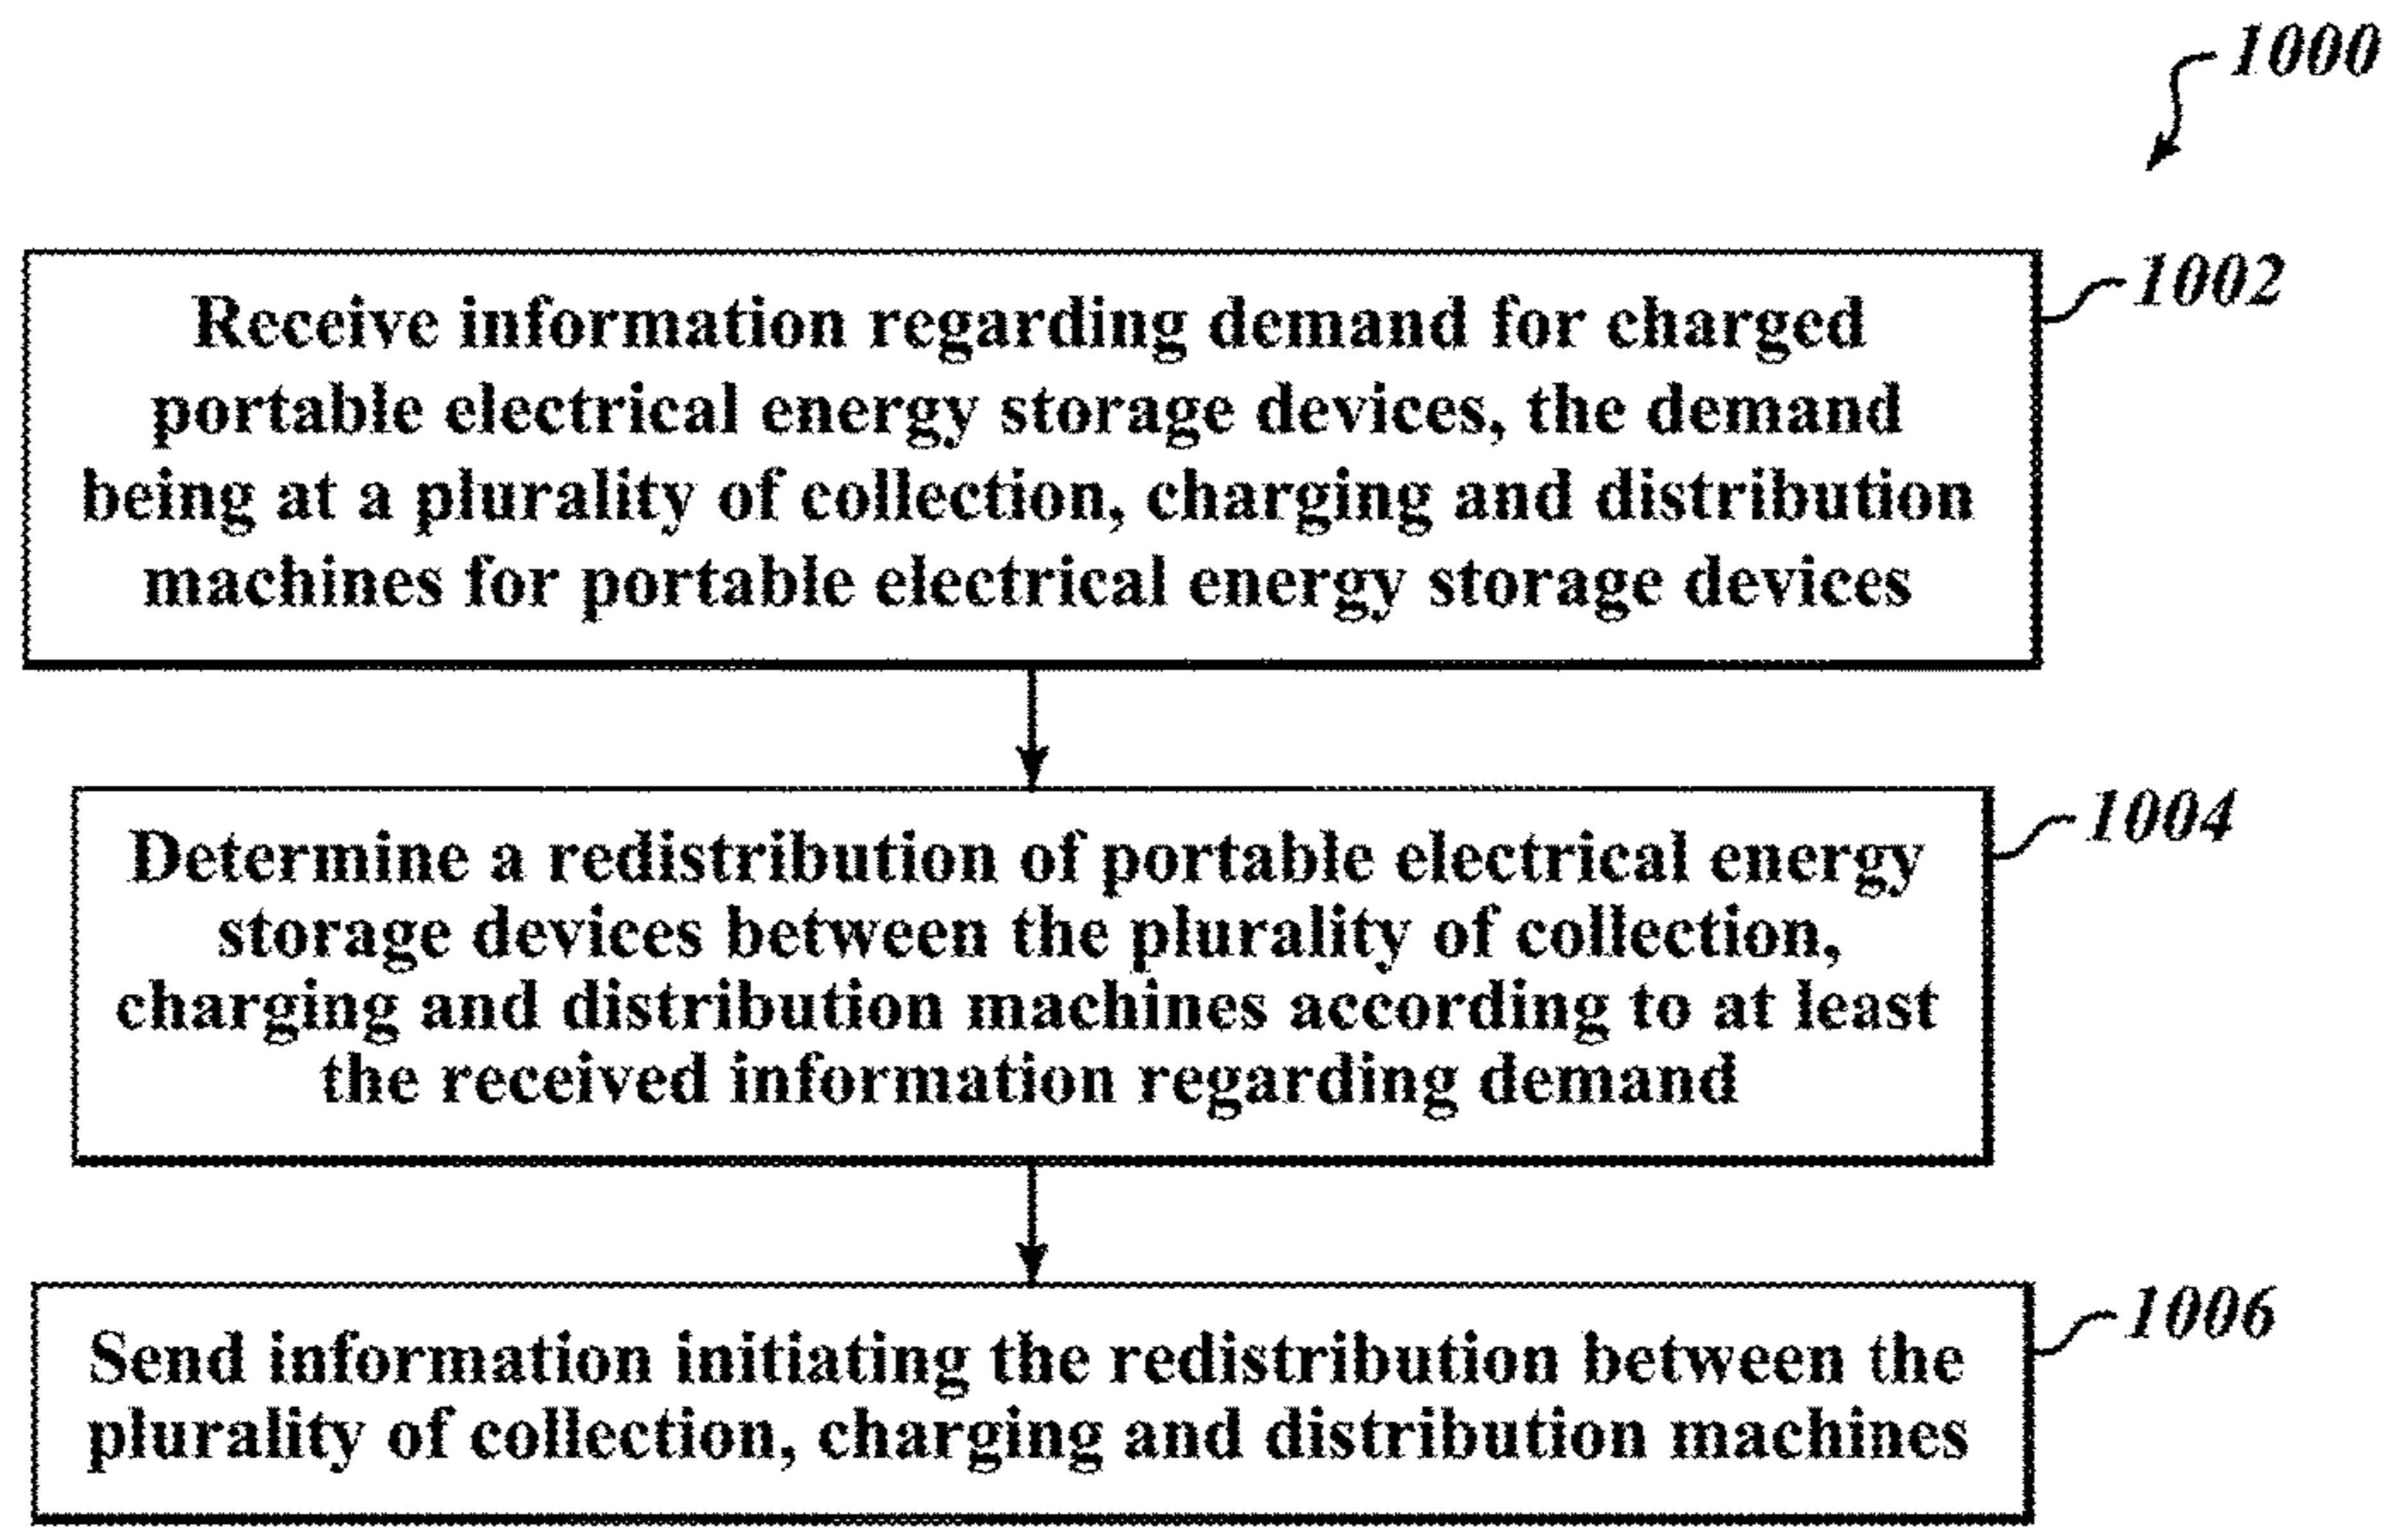 1000
1002
Receive information regarding demand for charged
portable electrical energy storage devices, the demand
being at a plurality of collection, charging and distribution
machines for portable electrical energy storage devices
1004
Determine a redistribution of portable electrical energy
storage devices between the plurality of collection,
charging and distribution machines according to at least
the received information regarding demand
1006
Send information initiating the redistribution between the
plurality of collection, charging and distribution machines